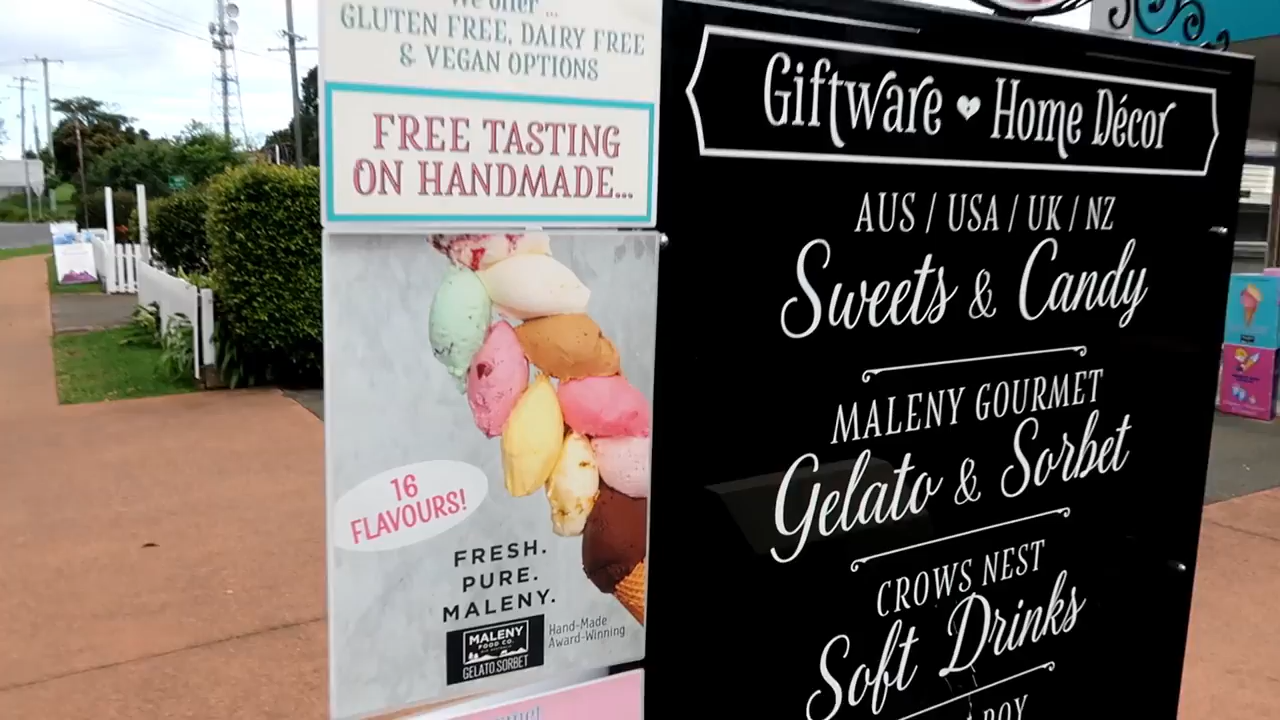 We offer ...
GLUTEN FREE, DAIRY FREE
& VEGAN OPTIONS
FREE TASTING
ON HANDMADE...
16
FLAVOURS!
FRESH.
PURE.
MALENY.
MALENY
FOOD CO.
GELATO SORBET
Hand-Made
Award-Winning
Giftware Home Décor
AUS / USA / UK / NZ
Sweets & Candy
MALENY GOURMET
Gelato & Sorbet
CROWS NEST
Soft Drinks